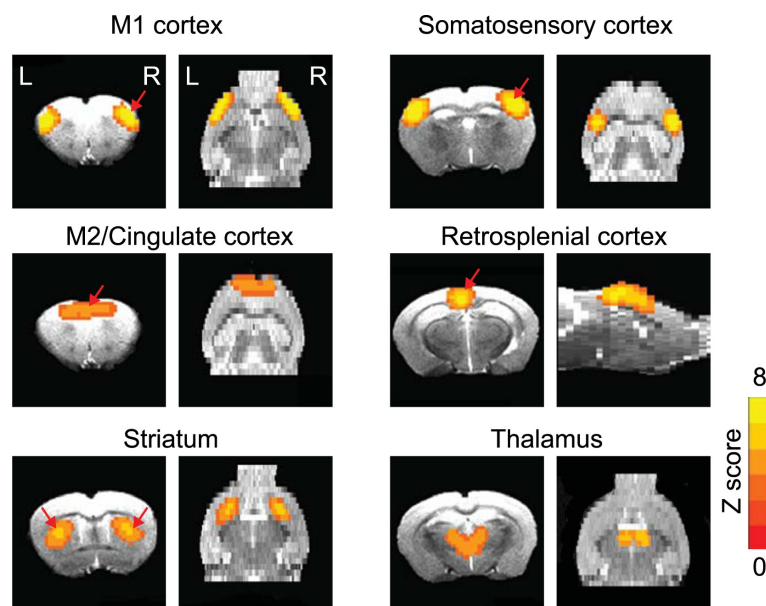 M1 cortex
Somatosensory cortex
L R L R
M2/Cingulate cortex
Retrosplenial cortex
Striatum
Thalamus
8
Z score
0